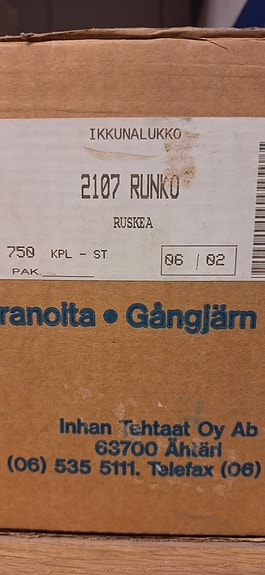 IKKUNALUKKO
2107 RUNKO
RUSKEA
750 KPL - ST
06 / 02
PAK.
ranoita • Gångjärn
Inhan Tehtaat Oy Ab
63700 Ähtäri
(06) 535 5111. Telefax (06)